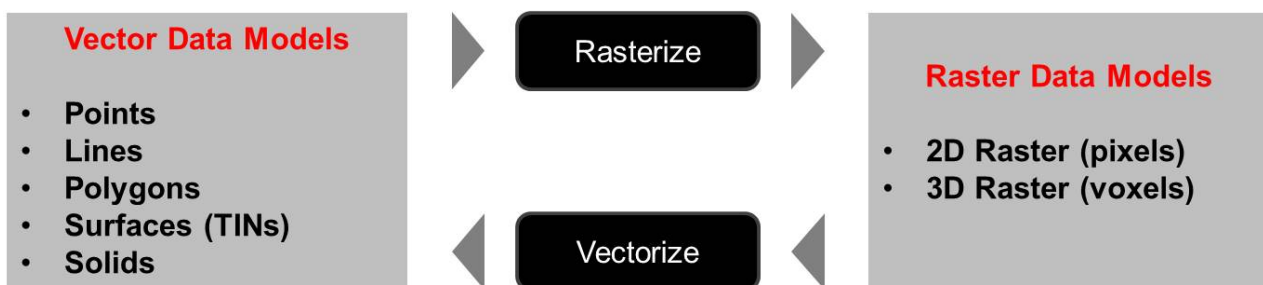 Vector Data Models
• Points
• Lines
• Polygons
• Surfaces (TINs)
• Solids
Rasterize
Vectorize
Raster Data Models
• 2D Raster (pixels)
• 3D Raster (voxels)